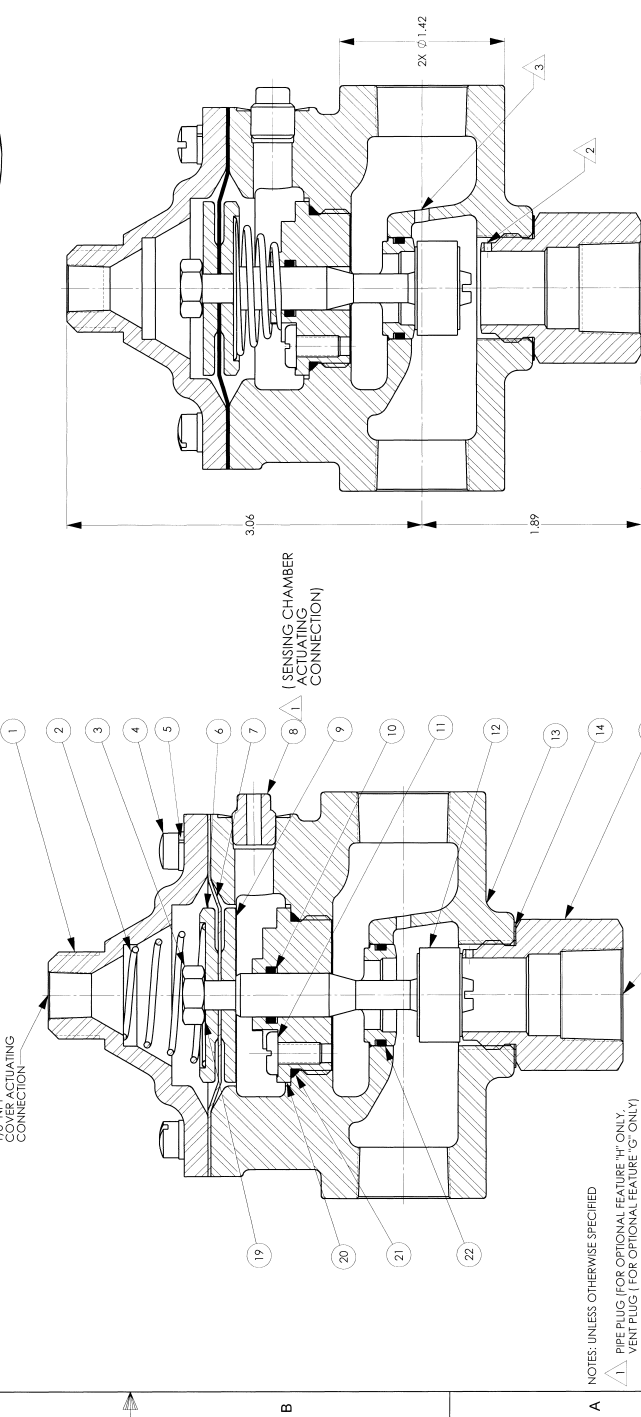 2X ∅ 1.42
3
2
3.06
1.89
( SENSING CHAMBER
ACTUATING
CONNECTION)
1
1
2
3
4
5
6
7
8
9
10
11
12
13
14
COVER ACTUATING
CONNECTION
19
20
21
22
NOTES: UNLESS OTHERWISE SPECIFIED
1 PIPE PLUG (FOR OPTIONAL FEATURE "H" ONLY.
VENT PLUG ( FOR OPTIONAL FEATURE "G" ONLY)
B
A